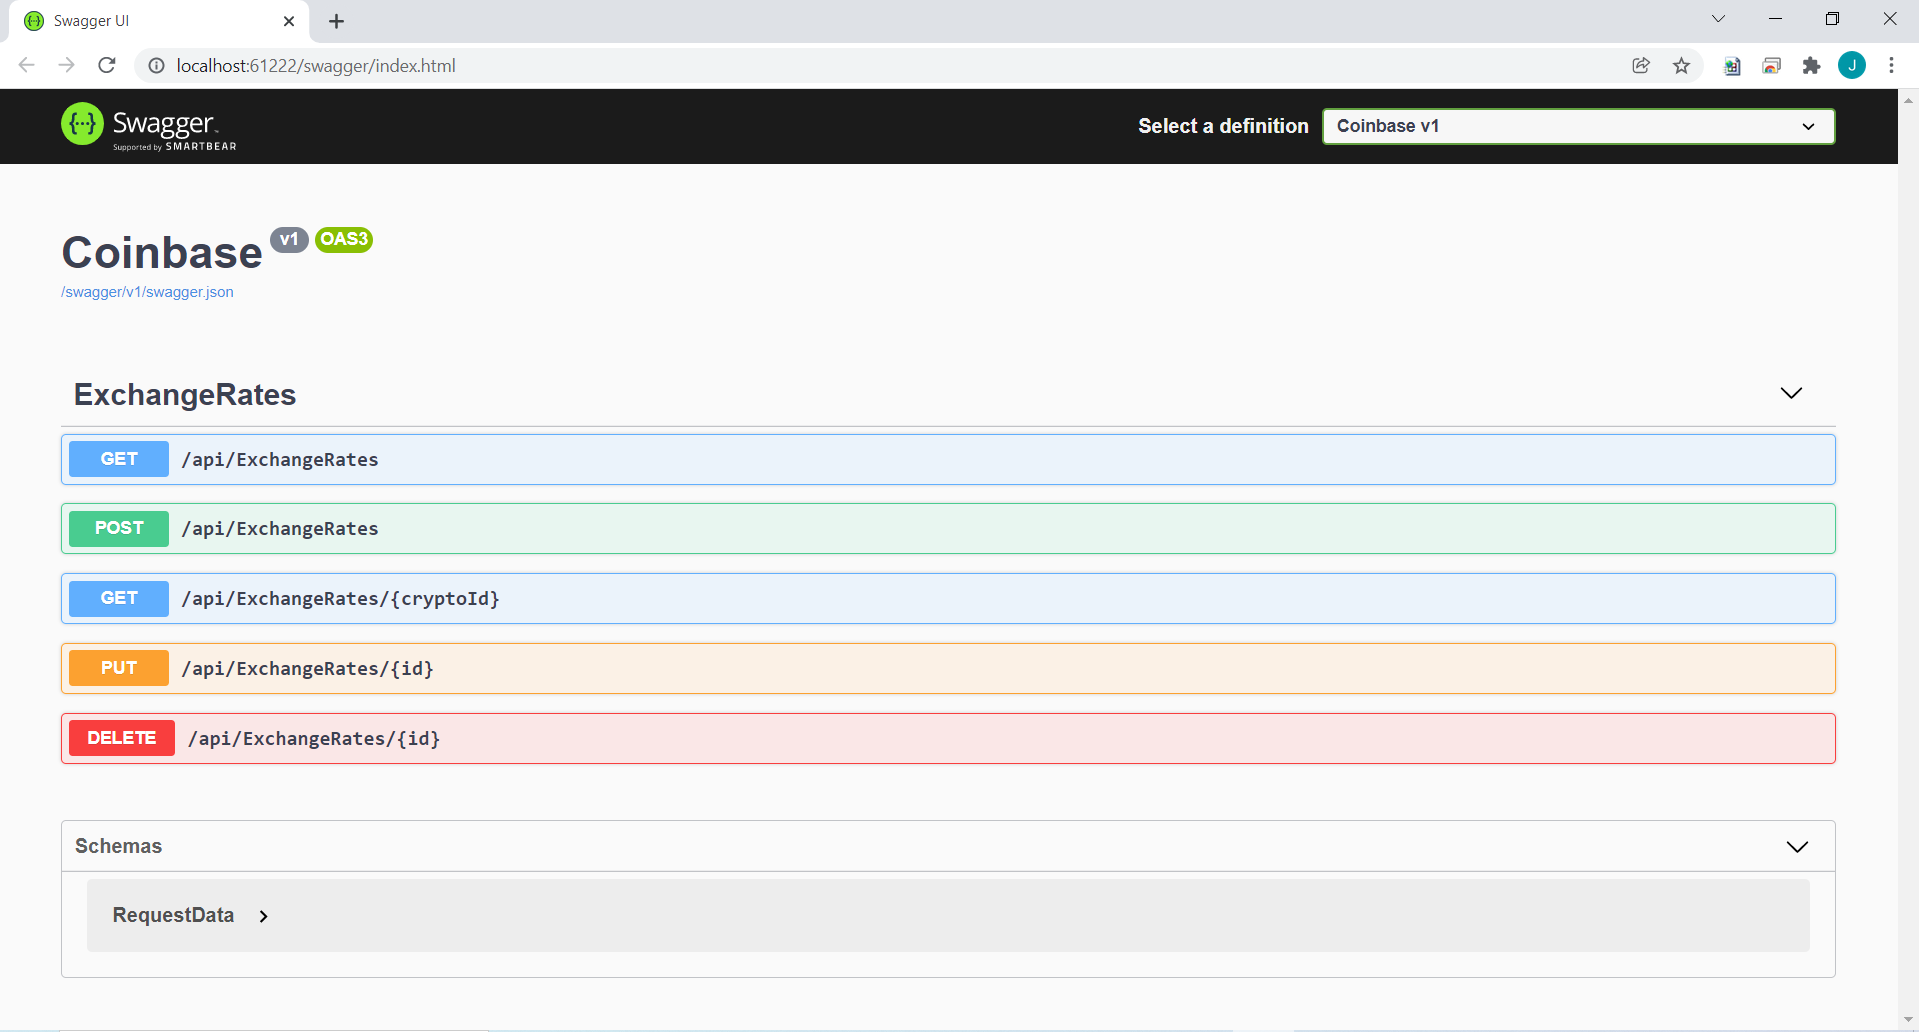 Swagger UI
localhost:61222/swagger/index.html
J
{···} Swagger™
Supported by SMARTBEAR
Select a definition
Coinbase v1
Coinbase v1 OAS3
/swagger/v1/swagger.json
ExchangeRates
GET /api/ExchangeRates
POST /api/ExchangeRates
GET /api/ExchangeRates/{cryptoId}
PUT /api/ExchangeRates/{id}
DELETE /api/ExchangeRates/{id}
Schemas
RequestData